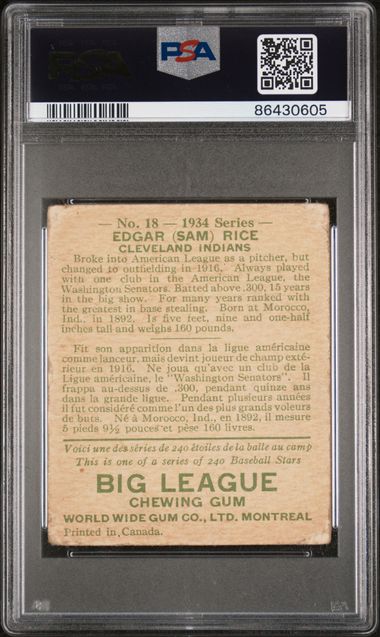 PSA
PSA
86430605
— No. 18 — 1934 Series —
EDGAR (SAM) RICE
CLEVELAND INDIANS
Broke into American League as a pitcher, but
changed to outfielding in 1916. Always played
with one club in the American League, the
Washington Senators. Batted above .300, 15 years
in the big show. For many years ranked with
the greatest in base stealing. Born at Morocco,
Ind., in 1892. Is five feet, nine and one-half
inches tall and weighs 160 pounds.
Fit son apparition dans la ligue américaine
comme lanceur, mais devint joueur de champ exté-
rieur en 1916. Ne joua qu'avec un club de la
Ligue américaine, le "Washington Senators". Il
frappa au-dessus de .300, pendant quinze ans
dans la grande ligue. Pendant plusieurs années
il fut considéré comme l'un des plus grands voleurs
de buts. Né à Morocco, Ind., en 1892, il mesure
5 pieds 9½ pouces et pèse 160 livres.
Voici une des séries de 240 étoiles de la balle au camp
This is one of a series of 240 Baseball Stars
BIG LEAGUE
CHEWING GUM
WORLD WIDE GUM CO., LTD. MONTREAL
Printed in Canada.